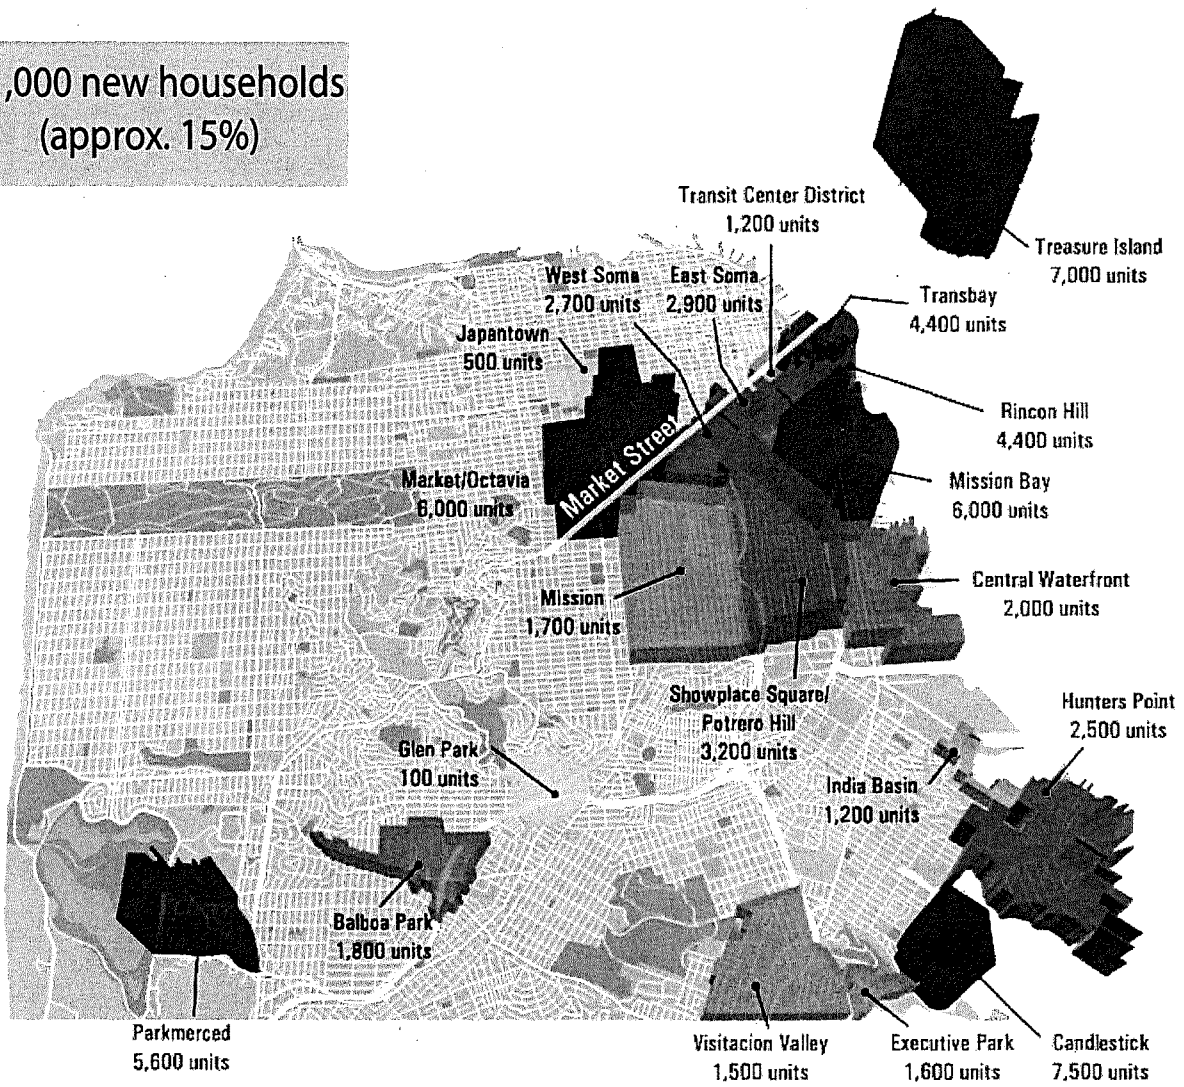 ,000 new households
(approx. 15%)
Transit Center District
1,200 units
Treasure Island
7,000 units
West Soma
2,700 units
East Soma
2,900 units
Transbay
4,400 units
Japantown
500 units
Rincon Hill
4,400 units
Market Street
Market/Octavia
6,000 units
Mission Bay
6,000 units
Central Waterfront
2,000 units
Mission
1,700 units
Showplace Square/
Potrero Hill
3,200 units
Hunters Point
2,500 units
Glen Park
100 units
India Basin
1,200 units
Balboa Park
1,800 units
Parkmerced
5,600 units
Visitacion Valley
1,500 units
Executive Park
1,600 units
Candlestick
7,500 units